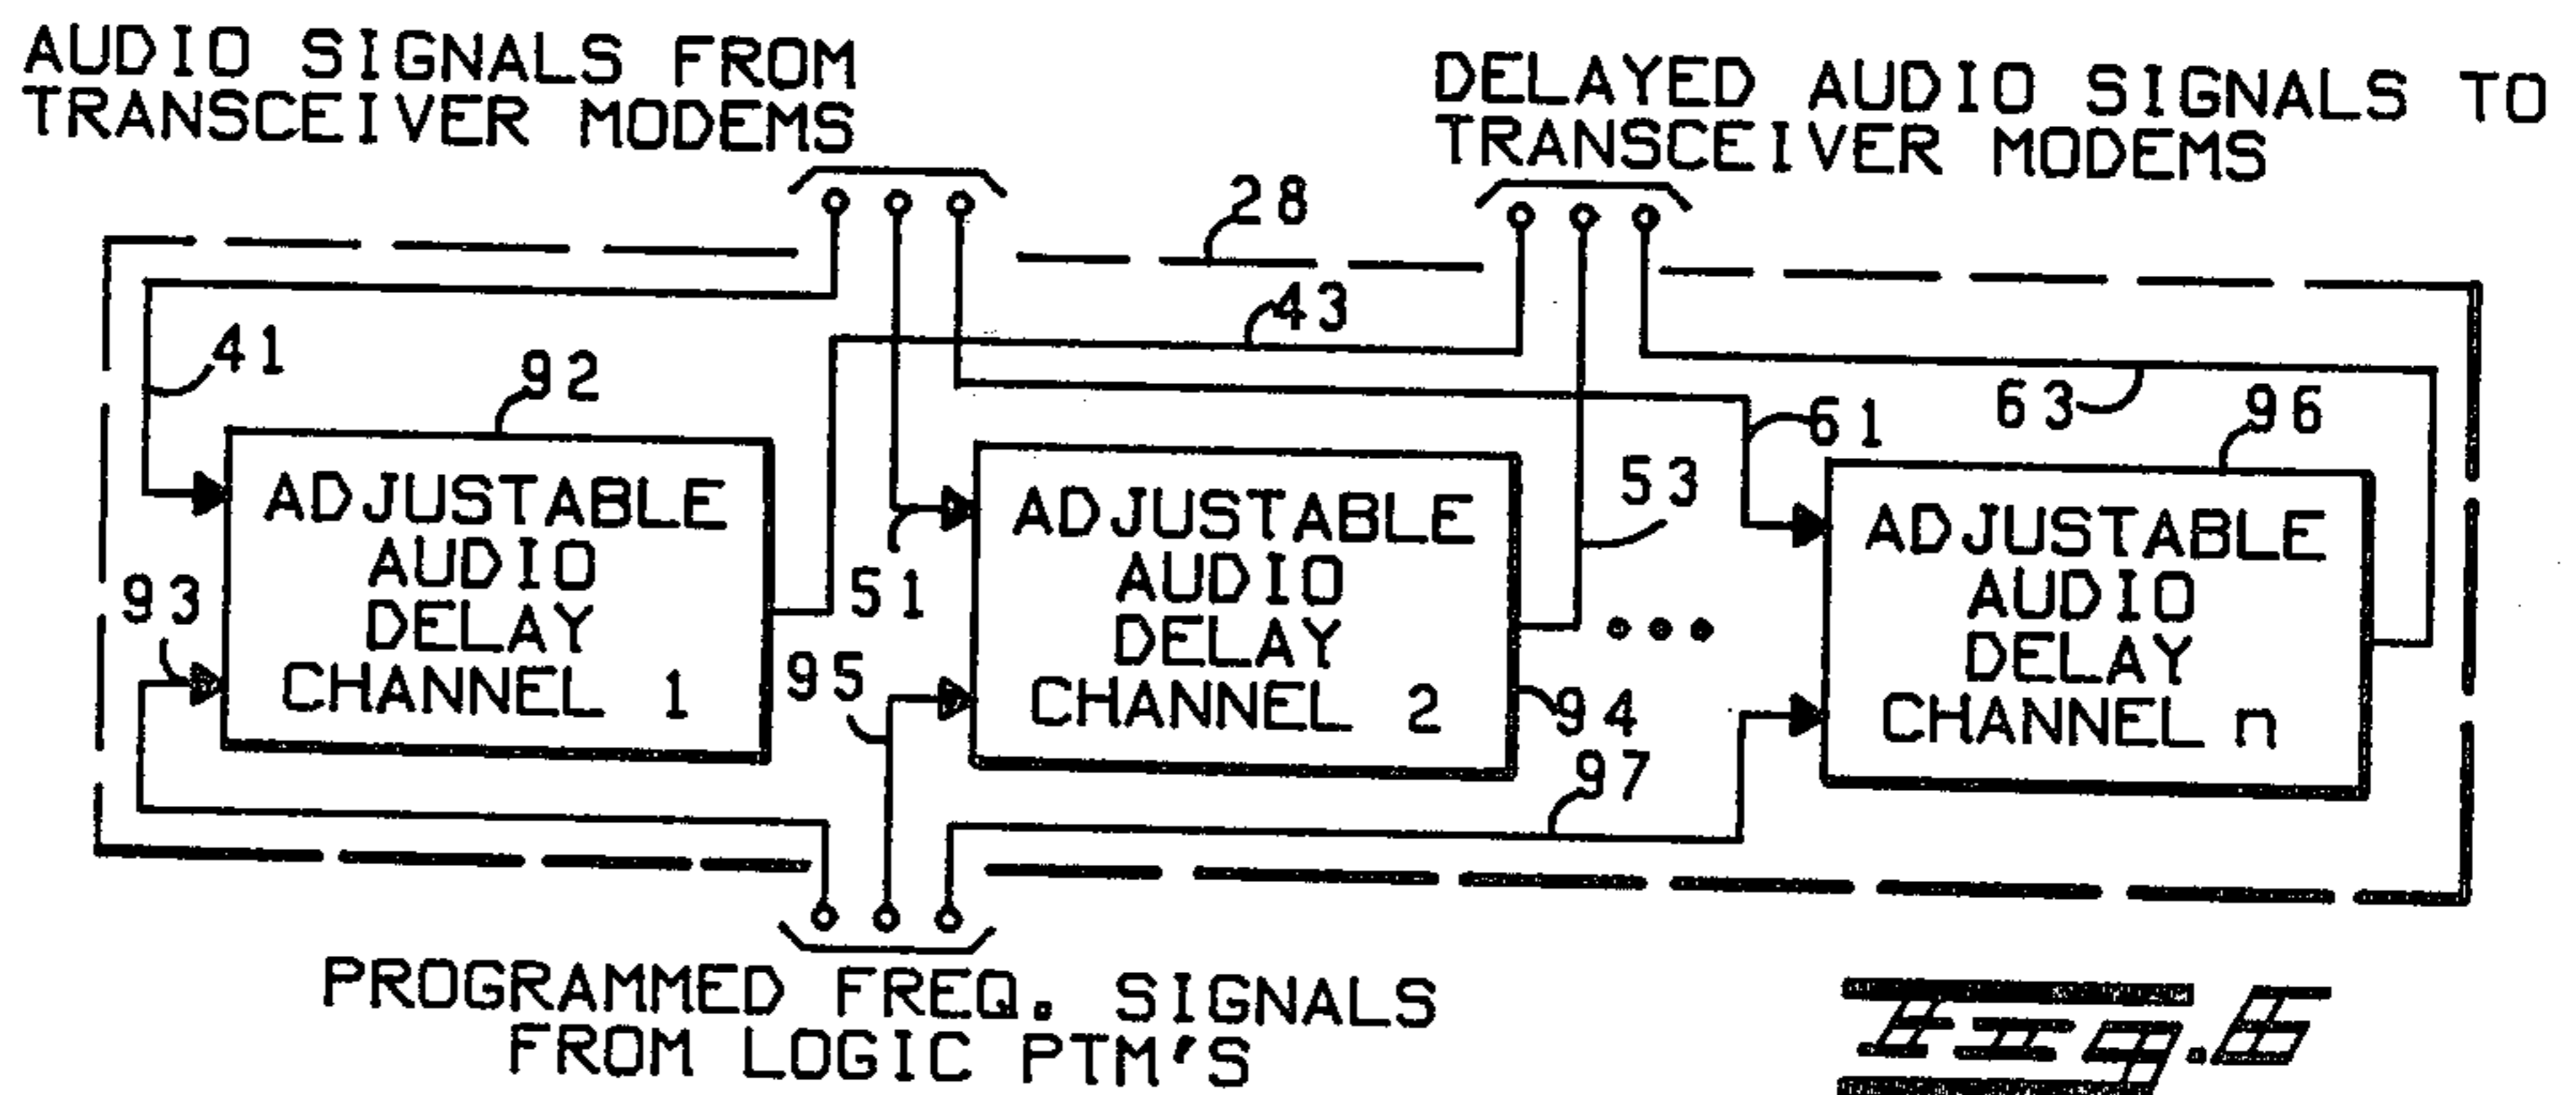 AUDIO SIGNALS FROM
TRANSCEIVER MODEMS
DELAYED AUDIO SIGNALS TO
TRANSCEIVER MODEMS
28
43
41
92
61
63
96
ADJUSTABLE
AUDIO
DELAY
CHANNEL 1
93
51
95
ADJUSTABLE
AUDIO
DELAY
CHANNEL 2
53
94
97
ADJUSTABLE
AUDIO
DELAY
CHANNEL n
PROGRAMMED FREQ. SIGNALS
FROM LOGIC PTM'S
Fig.6